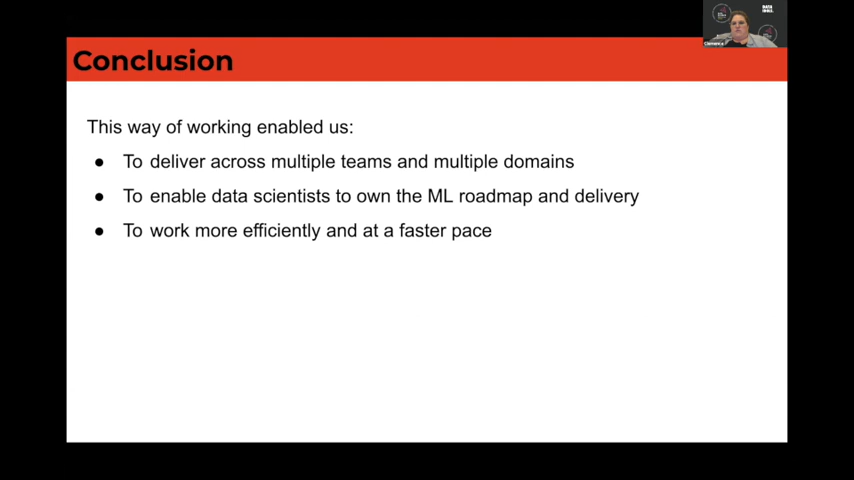 Conclusion
This way of working enabled us:
● To deliver across multiple teams and multiple domains
● To enable data scientists to own the ML roadmap and delivery
● To work more efficiently and at a faster pace